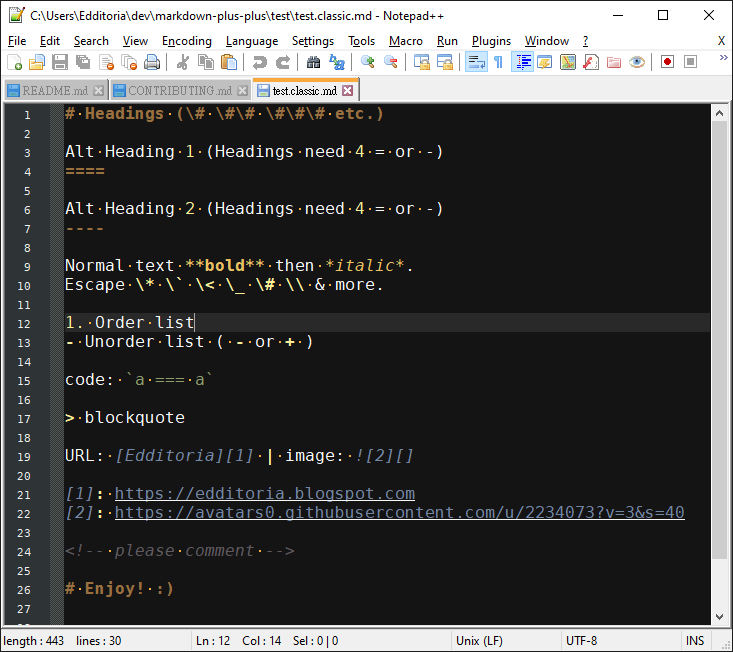 C:\Users\Edditoria\dev\markdown-plus-plus\test\test.classic.md - Notepad++
File Edit Search View Encoding Language Settings Tools Macro Run Plugins Window ? X
README.md CONTRIBUTING.md test.classic.md
1 # Headings (\# \#\# \#\#\# etc.)
2
3 Alt Heading 1 (Headings need 4 = or -)
4 ====
5
6 Alt Heading 2 (Headings need 4 = or -)
7 ----
8
9 Normal text **bold** then *italic*.
10 Escape \* \` \< \_ \# \\ & more.
11
12 1. Order list
13 - Unorder list ( - or + )
14
15 code: `a === a`
16
17 > blockquote
18
19 URL: [Edditoria][1] | image: ![2][]
20
21 [1]: https://edditoria.blogspot.com
22 [2]: https://avatars0.githubusercontent.com/u/2234073?v=3&s=40
23
24 <!-- please comment -->
25
26 # Enjoy! :)
27
length : 443 lines : 30 Ln : 12 Col : 14 Sel : 0 | 0 Unix (LF) UTF-8 INS